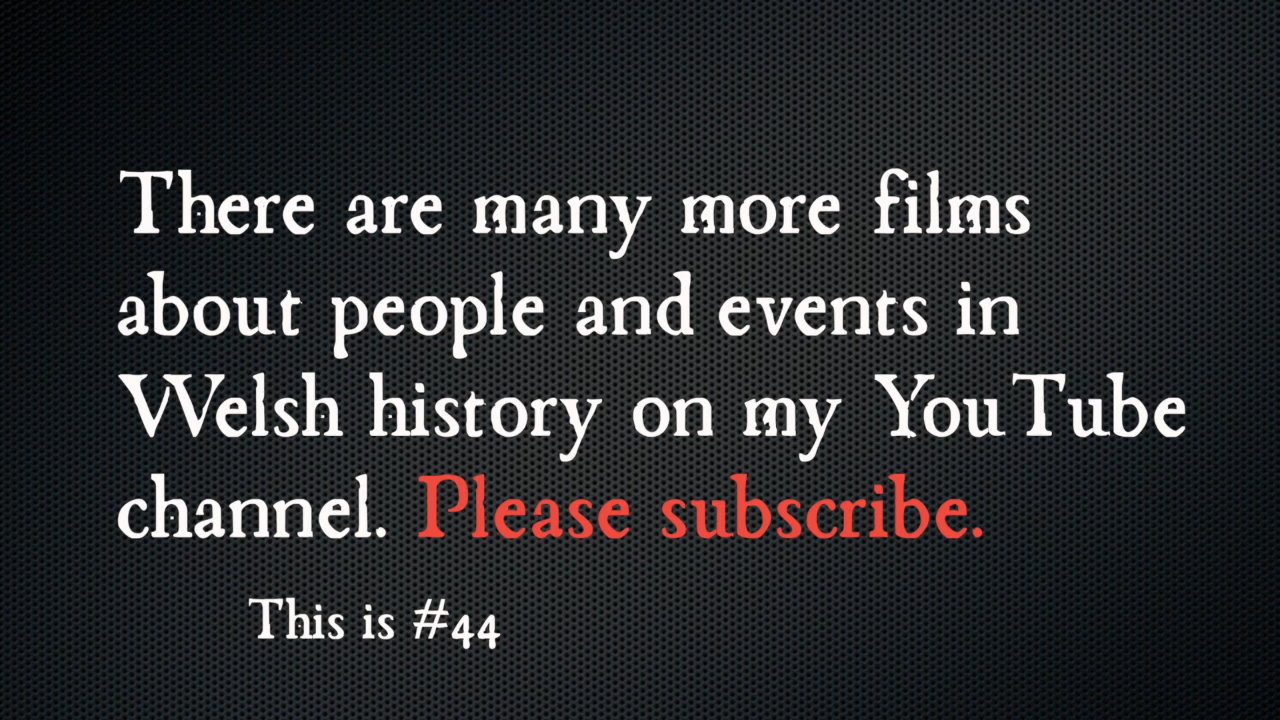 There are many more films
about people and events in
Welsh history on my YouTube
channel. Please subscribe.
This is #44